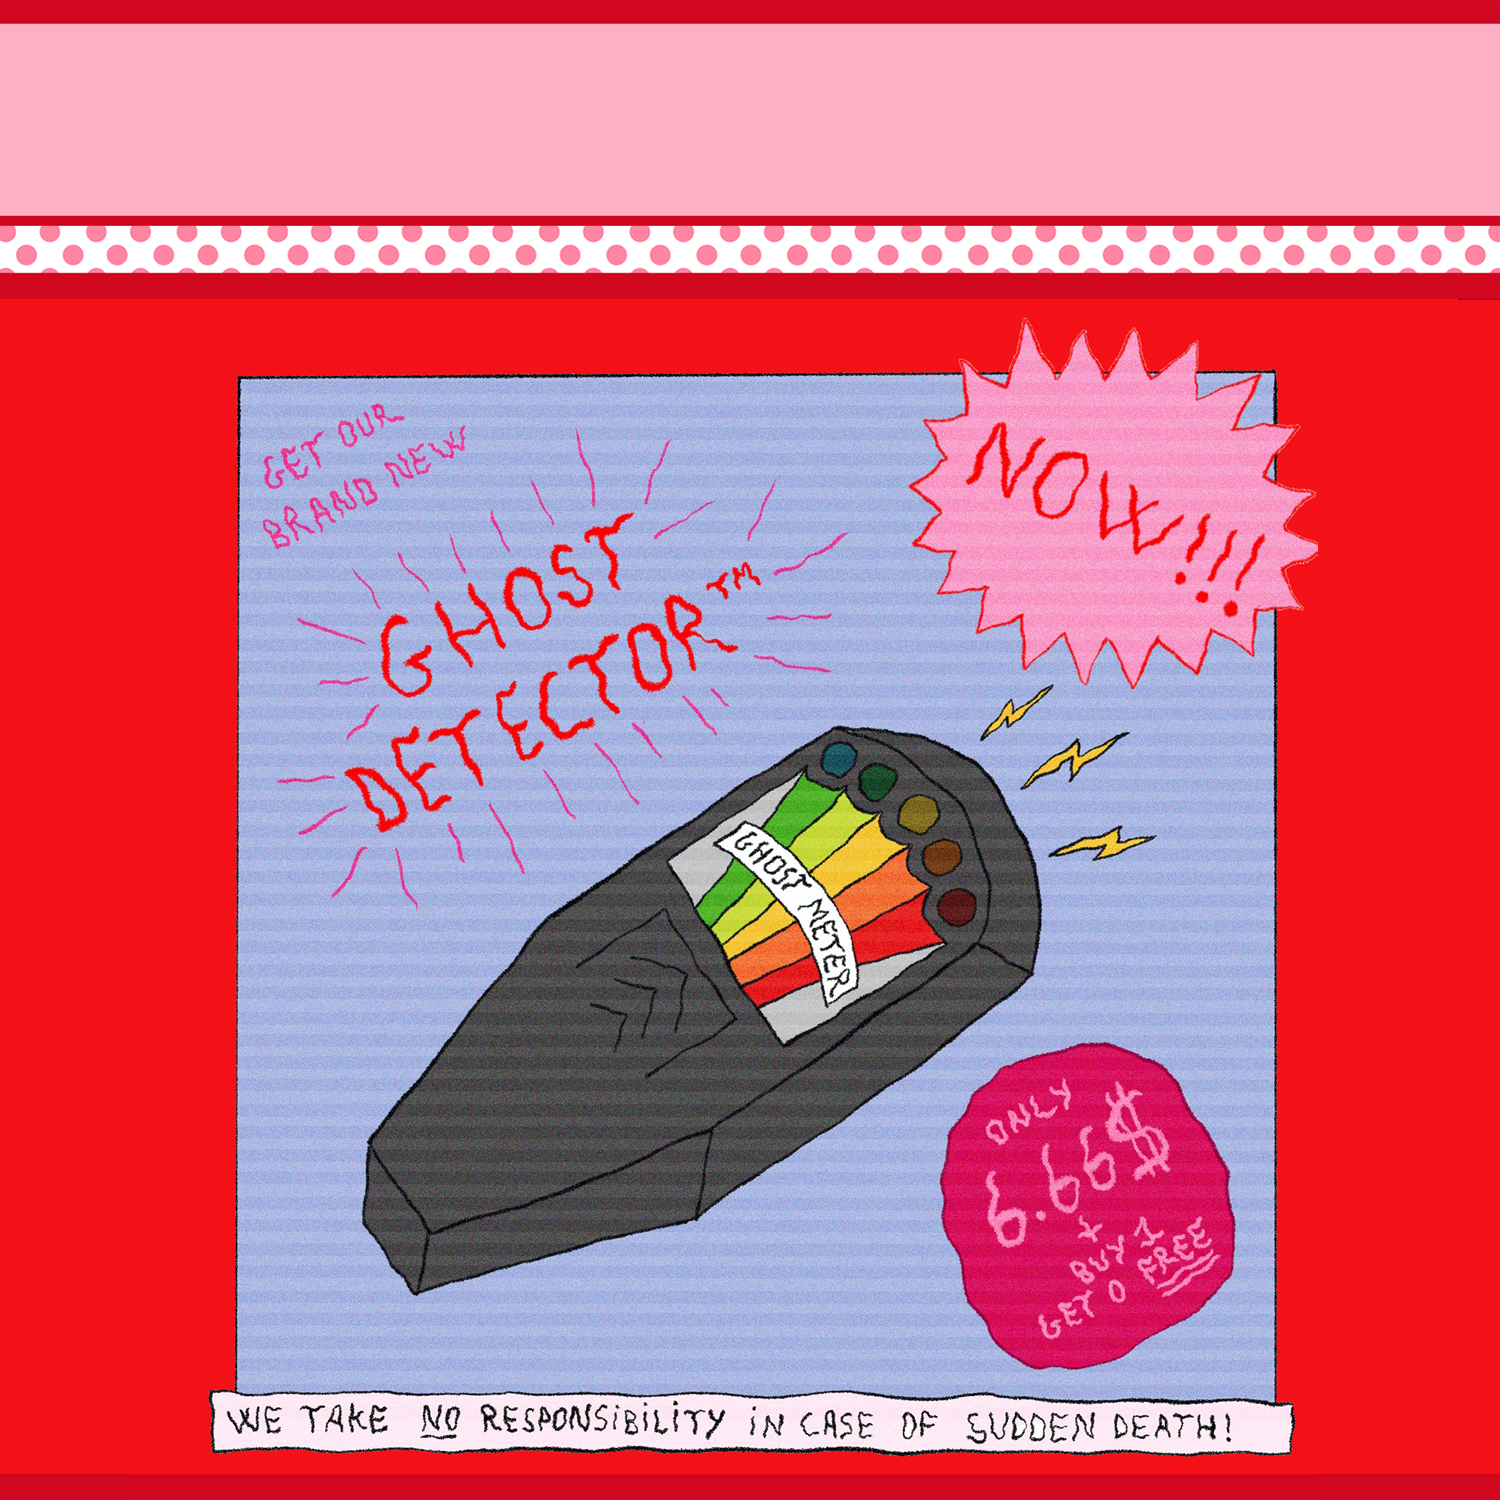 GET OUR
BRAND NEW
GHOST
DETECTOR™
NOW!!!
GHOST METER
ONLY
6.66$
+
BUY 1
GET 0 FREE
WE TAKE NO RESPONSiBiLiTY iN CASE OF SUDDEN DEATH!